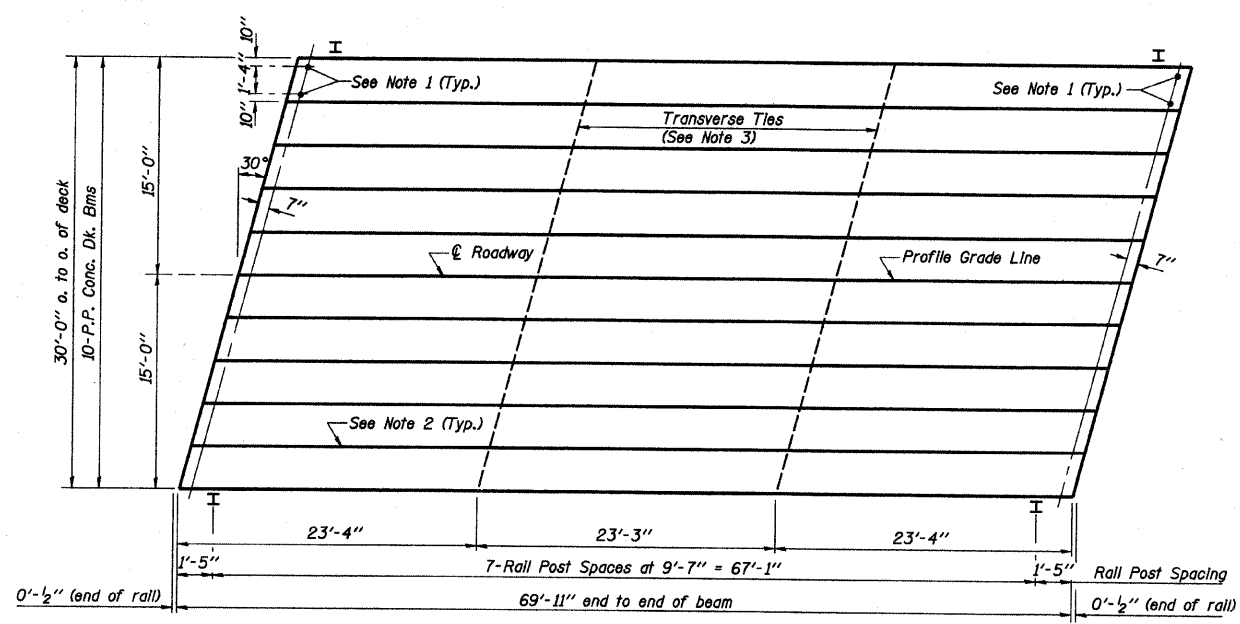 10"
1'-4"
10"
I
I
See Note 1 (Typ.)
See Note 1 (Typ.)
Transverse Ties
(See Note 3)
30°
7"
7"
30'-0" o. to o. of deck
10-P.P. Conc. Dk. Bms
15'-0"
15'-0"
℄ Roadway
Profile Grade Line
See Note 2 (Typ.)
I
I
23'-4"
23'-3"
23'-4"
1'-5"
7-Rail Post Spaces at 9'-7" = 67'-1"
1'-5"
Rail Post Spacing
0'-½" (end of rail)
69'-11" end to end of beam
0'-½" (end of rail)